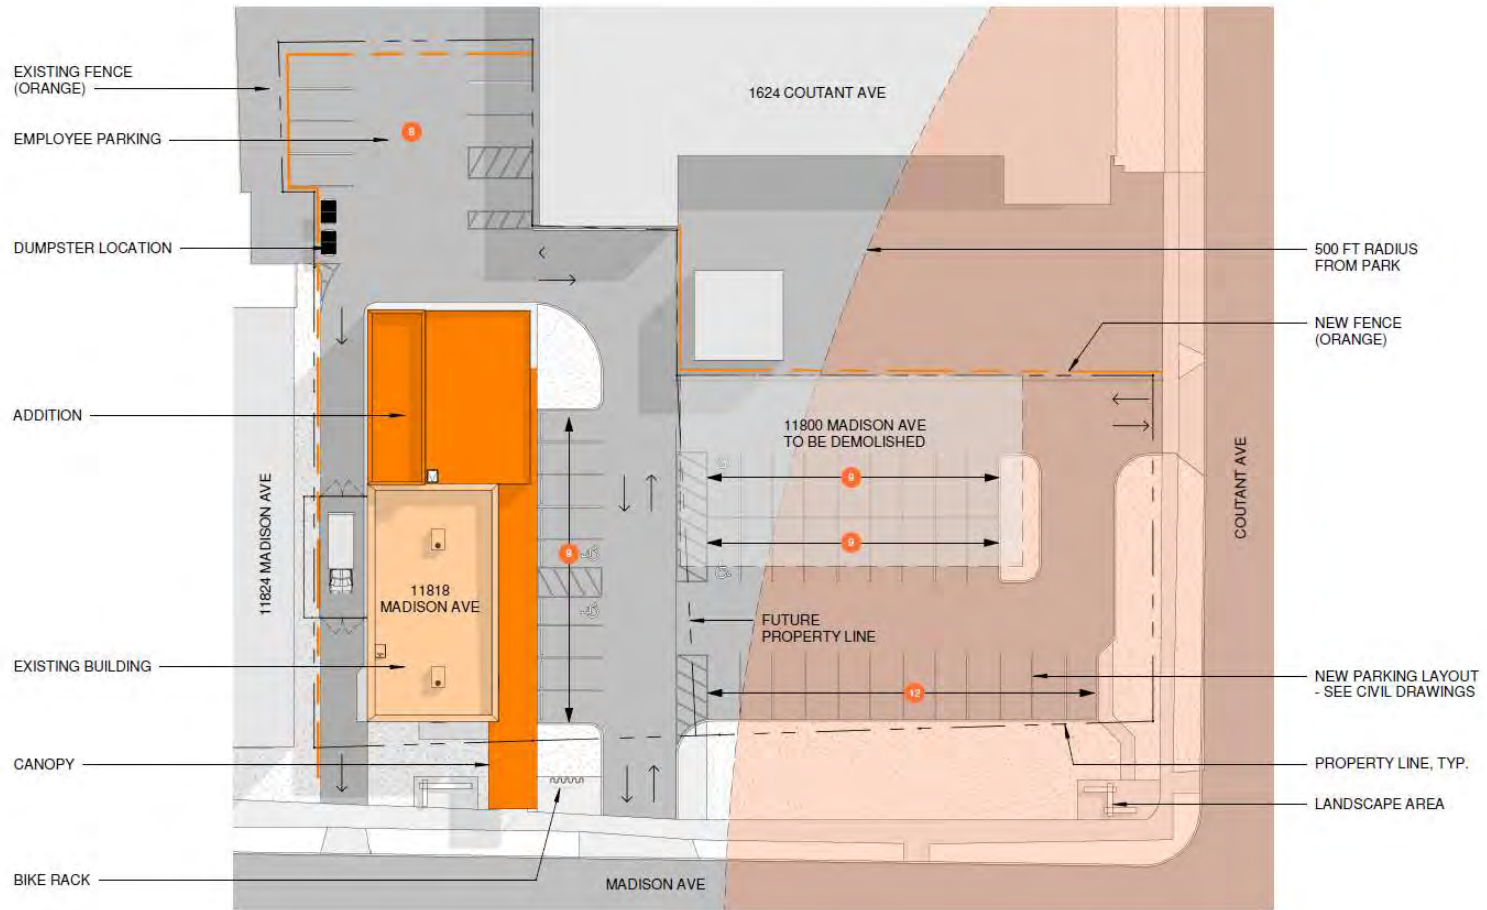 EXISTING FENCE
(ORANGE)
EMPLOYEE PARKING
DUMPSTER LOCATION
ADDITION
EXISTING BUILDING
CANOPY
BIKE RACK
1624 COUTANT AVE
8
11800 MADISON AVE
TO BE DEMOLISHED
9
9
9
11824 MADISON AVE
11818
MADISON AVE
FUTURE
PROPERTY LINE
12
MADISON AVE
COUTANT AVE
500 FT RADIUS
FROM PARK
NEW FENCE
(ORANGE)
NEW PARKING LAYOUT
- SEE CIVIL DRAWINGS
PROPERTY LINE, TYP.
LANDSCAPE AREA